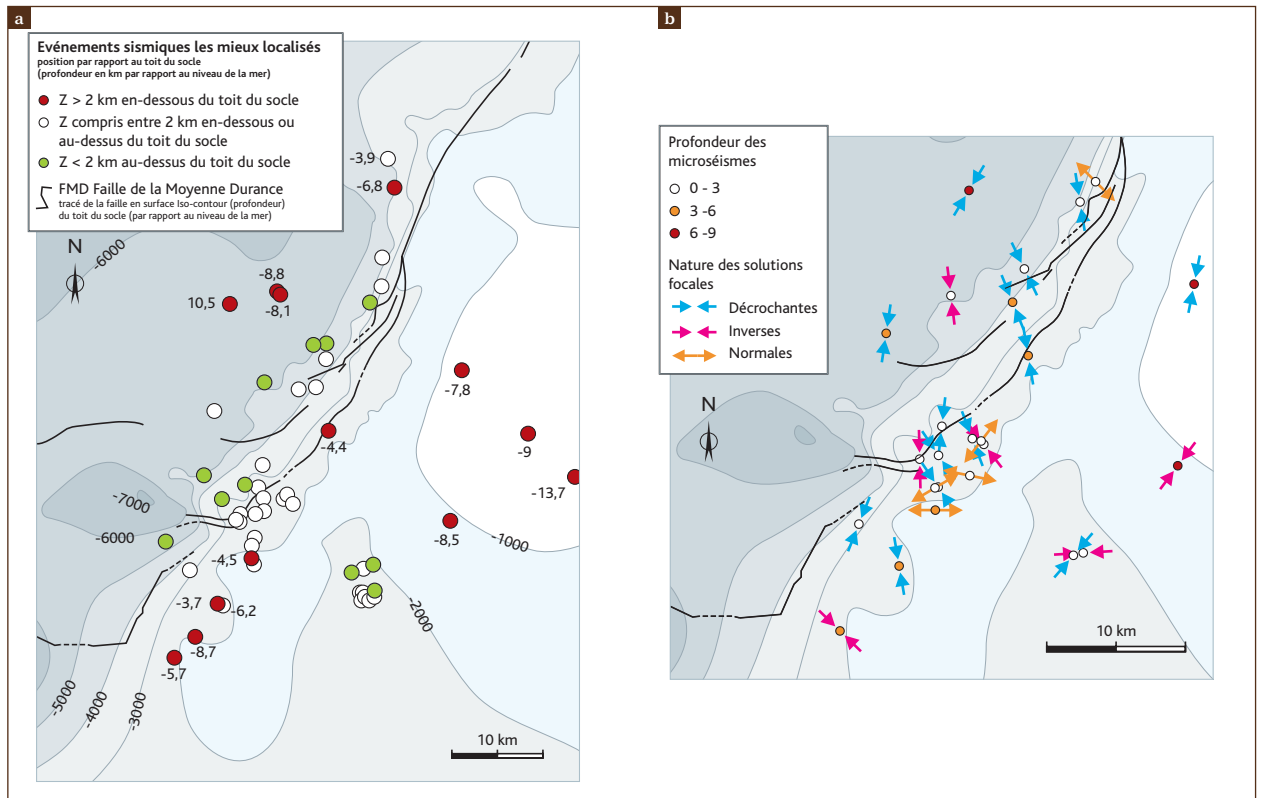 a
Evénements sismiques les mieux localisés
position par rapport au toit du socle
(profondeur en km par rapport au niveau de la mer)
Z > 2 km en-dessous du toit du socle
Z compris entre 2 km en-dessous ou
au-dessus du toit du socle
Z < 2 km au-dessus du toit du socle
FMD Faille de la Moyenne Durance
tracé de la faille en surface Iso-contour (profondeur)
du toit du socle (par rapport au niveau de la mer)
N
-6000
-3,9
-6,8
-8,8
10,5
-8,1
-7,8
-4,4
-9
-13,7
-7000
-6000
-8,5
-1000
-4,5
-3,7
-6,2
-2000
-8,7
-5,7
-5000
-4000
-3000
10 km
b
Profondeur des
microséismes
0 - 3
3 -6
6 -9
Nature des solutions
focales
Décrochantes
Inverses
Normales
N
10 km